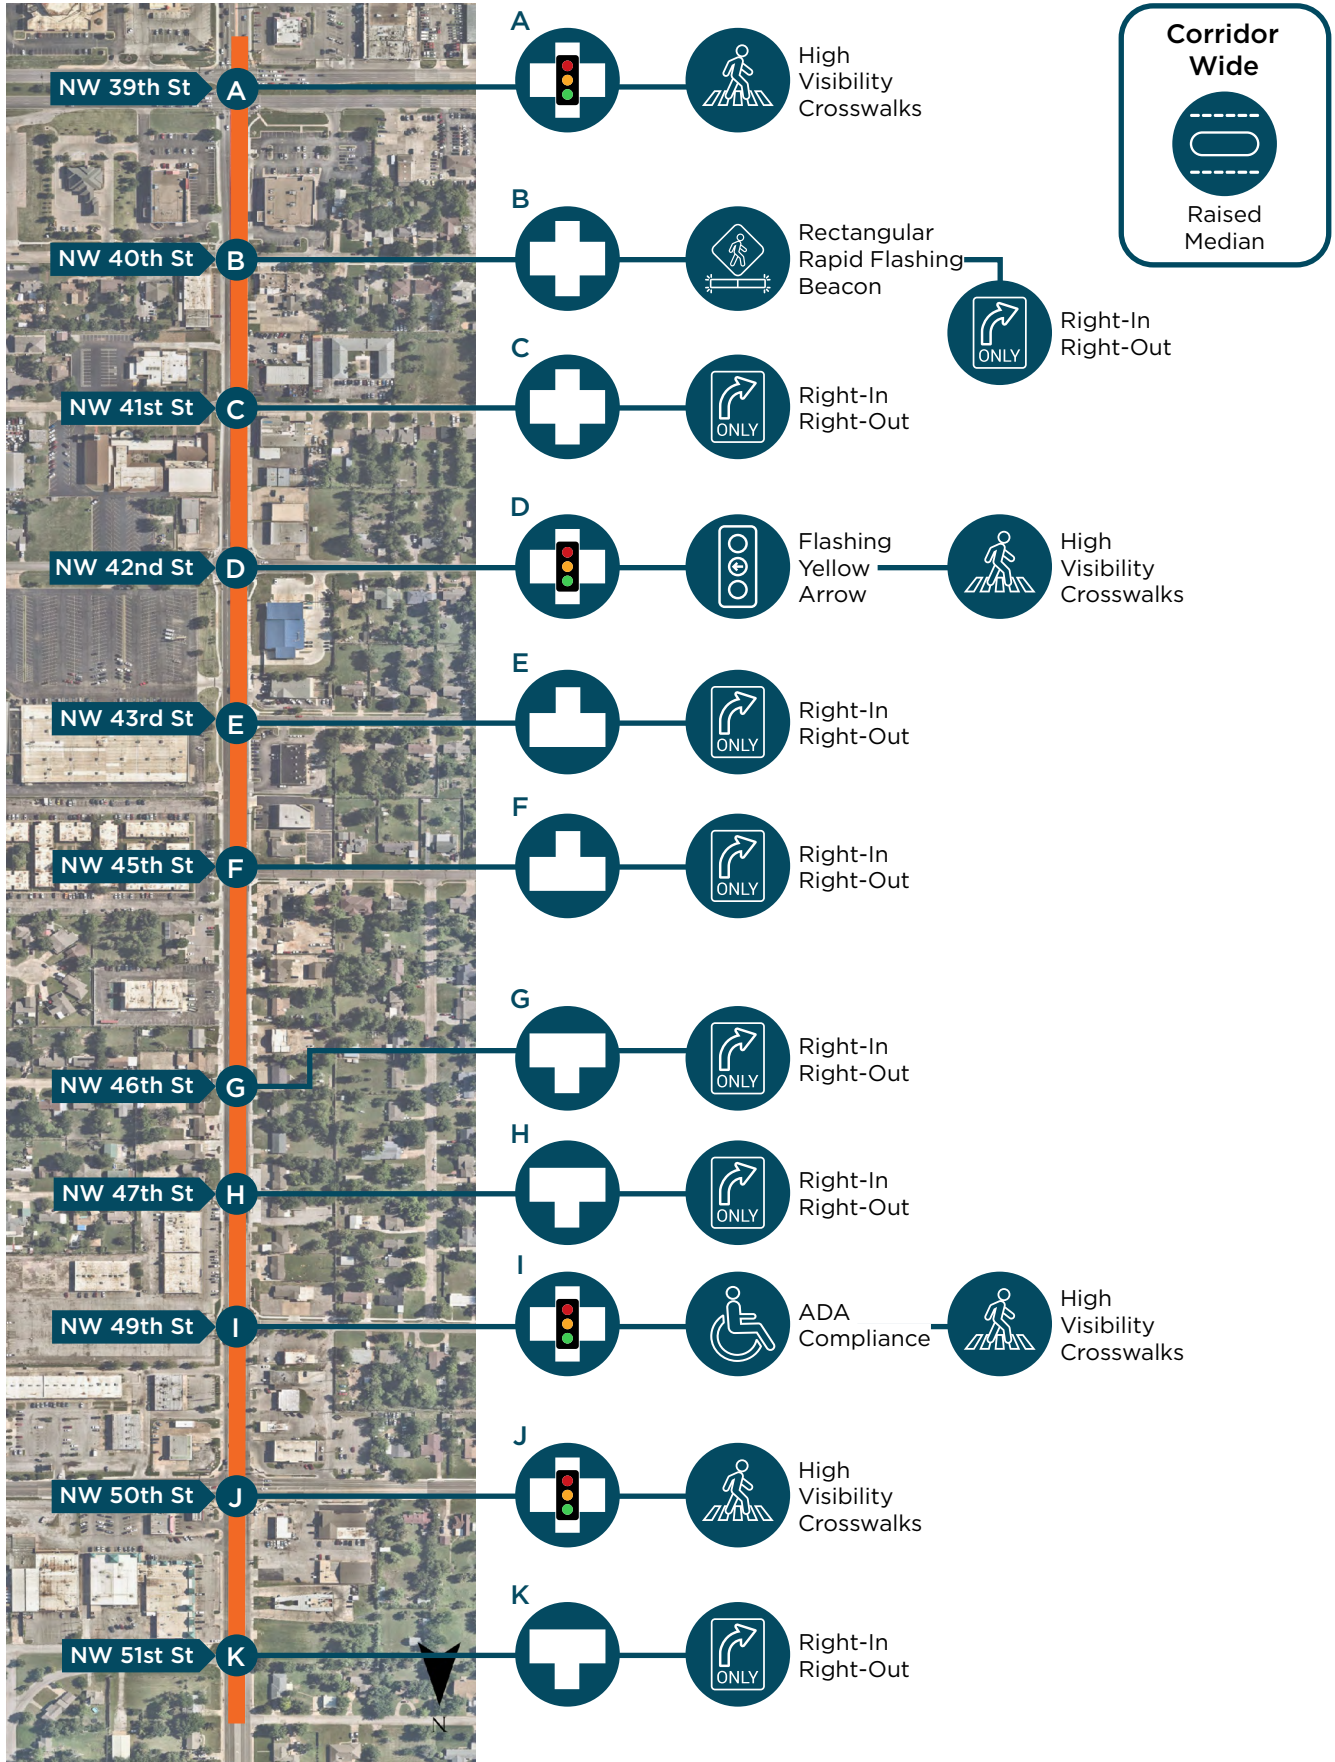 A
High
Visibility
Crosswalks
Corridor
Wide
Raised
Median
NW 39th St
A
B
Rectangular
Rapid Flashing
Beacon
NW 40th St
B
ONLY
Right-In
Right-Out
C
ONLY
Right-In
Right-Out
NW 41st St
C
D
Flashing
Yellow
Arrow
High
Visibility
Crosswalks
NW 42nd St
D
E
ONLY
Right-In
Right-Out
NW 43rd St
E
F
ONLY
Right-In
Right-Out
NW 45th St
F
G
ONLY
Right-In
Right-Out
NW 46th St
G
H
ONLY
Right-In
Right-Out
NW 47th St
H
I
ADA
Compliance
High
Visibility
Crosswalks
NW 49th St
I
J
High
Visibility
Crosswalks
NW 50th St
J
K
ONLY
Right-In
Right-Out
NW 51st St
K
N